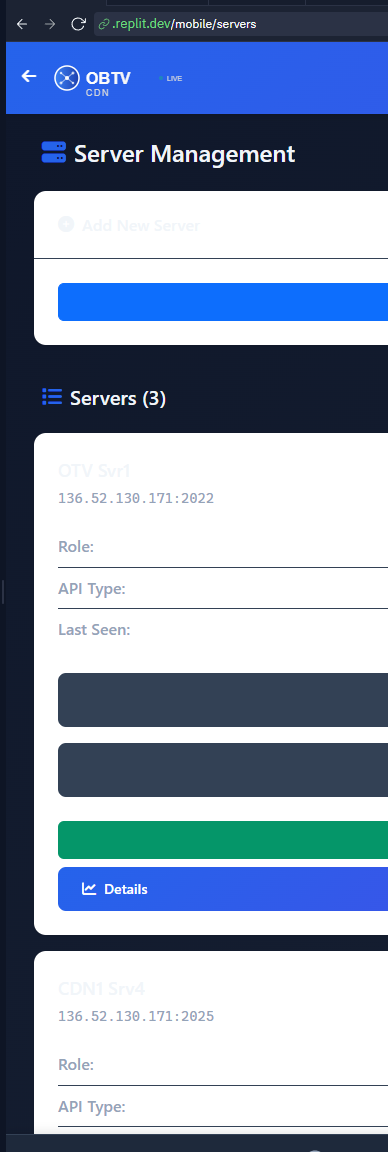 .replit.dev/mobile/servers
OBTV
CDN
LIVE
Server Management
Add New Server
Servers (3)
OTV Svr1
136.52.130.171:2022
Role:
API Type:
Last Seen:
Details
CDN1 Srv4
136.52.130.171:2025
Role:
API Type: